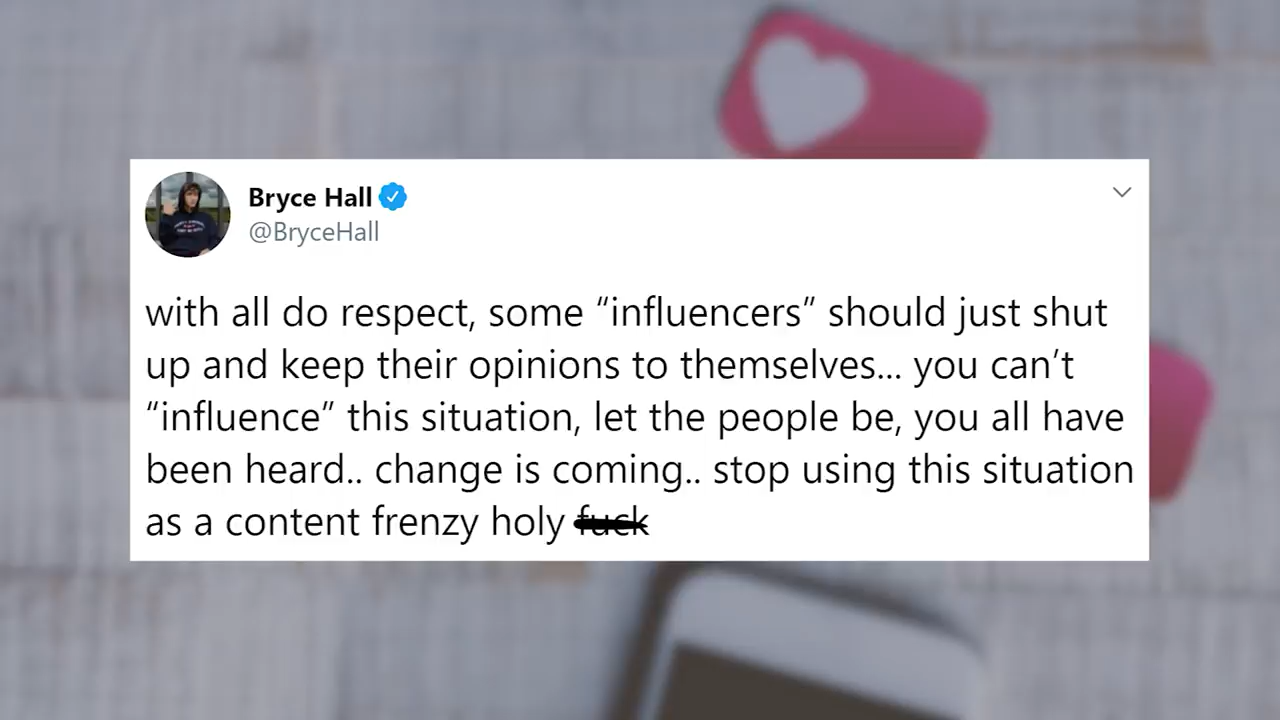 Bryce Hall
@BryceHall
with all do respect, some “influencers” should just shut
up and keep their opinions to themselves... you can’t
“influence” this situation, let the people be, you all have
been heard.. change is coming.. stop using this situation
as a content frenzy holy fuck